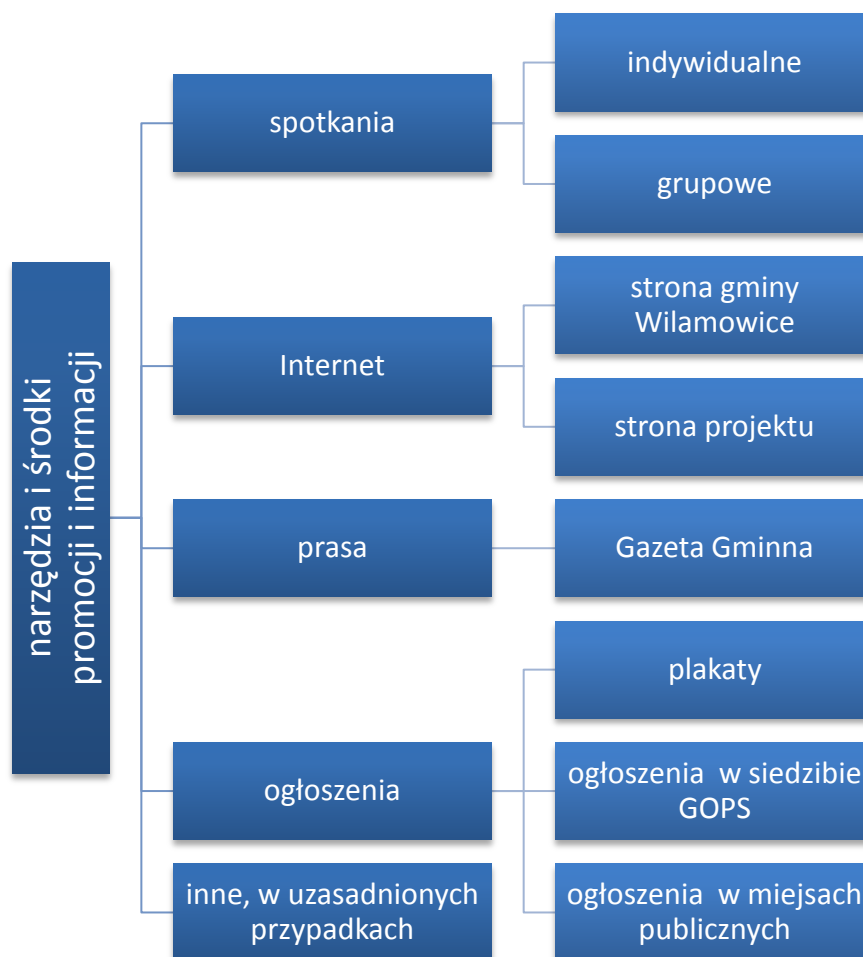 narzędzia i środki
promocji i informacji
spotkania
indywidualne
grupowe
Internet
strona gminy
Wilamowice
strona projektu
prasa
Gazeta Gminna
ogłoszenia
plakaty
ogłoszenia w siedzibie
GOPS
ogłoszenia w miejsach
publicznych
inne, w uzasadnionych
przypadkach